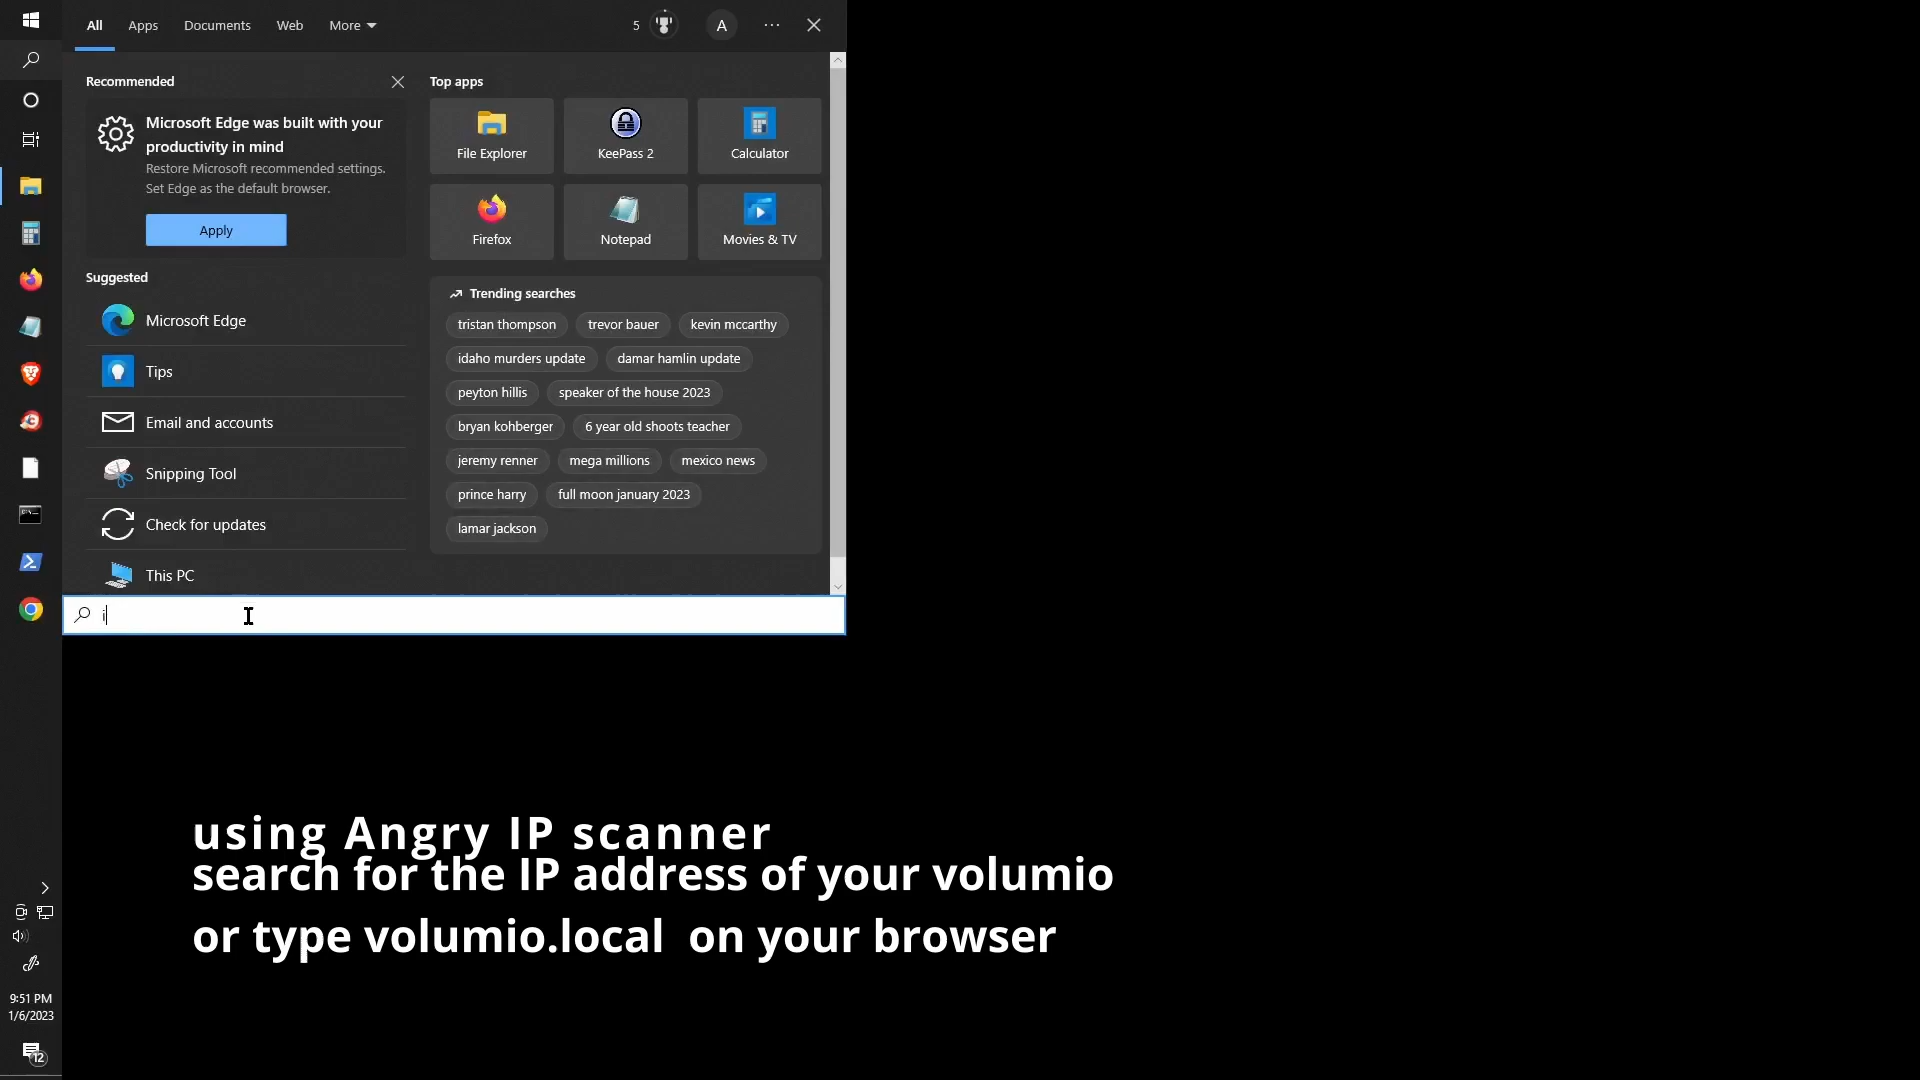 All Apps Documents Web More 5 A
Recommended
Microsoft Edge was built with your
productivity in mind
Restore Microsoft recommended settings.
Set Edge as the default browser.
Apply
Suggested
Microsoft Edge
Tips
Email and accounts
Snipping Tool
Check for updates
This PC
Top apps
File Explorer KeePass 2 Calculator
Firefox Notepad Movies & TV
Trending searches
tristan thompson trevor bauer kevin mccarthy
idaho murders update damar hamlin update
peyton hillis speaker of the house 2023
bryan kohberger 6 year old shoots teacher
jeremy renner mega millions mexico news
prince harry full moon january 2023
lamar jackson
i
using Angry IP scanner
search for the IP address of your volumio
or type volumio.local on your browser
9:51 PM
1/6/2023
12